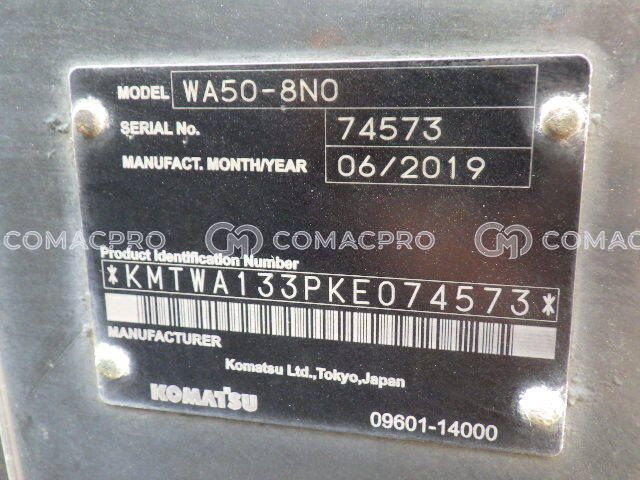 MODEL WA50-8N0
SERIAL No. 74573
MANUFACT. MONTH/YEAR 06/2019
COMACPRO COMACPRO COMACPRO
Product Identification Number
*KMTWA133PKE074573*
MANUFACTURER
Komatsu Ltd.,Tokyo,Japan
KOMATSU
09601-14000